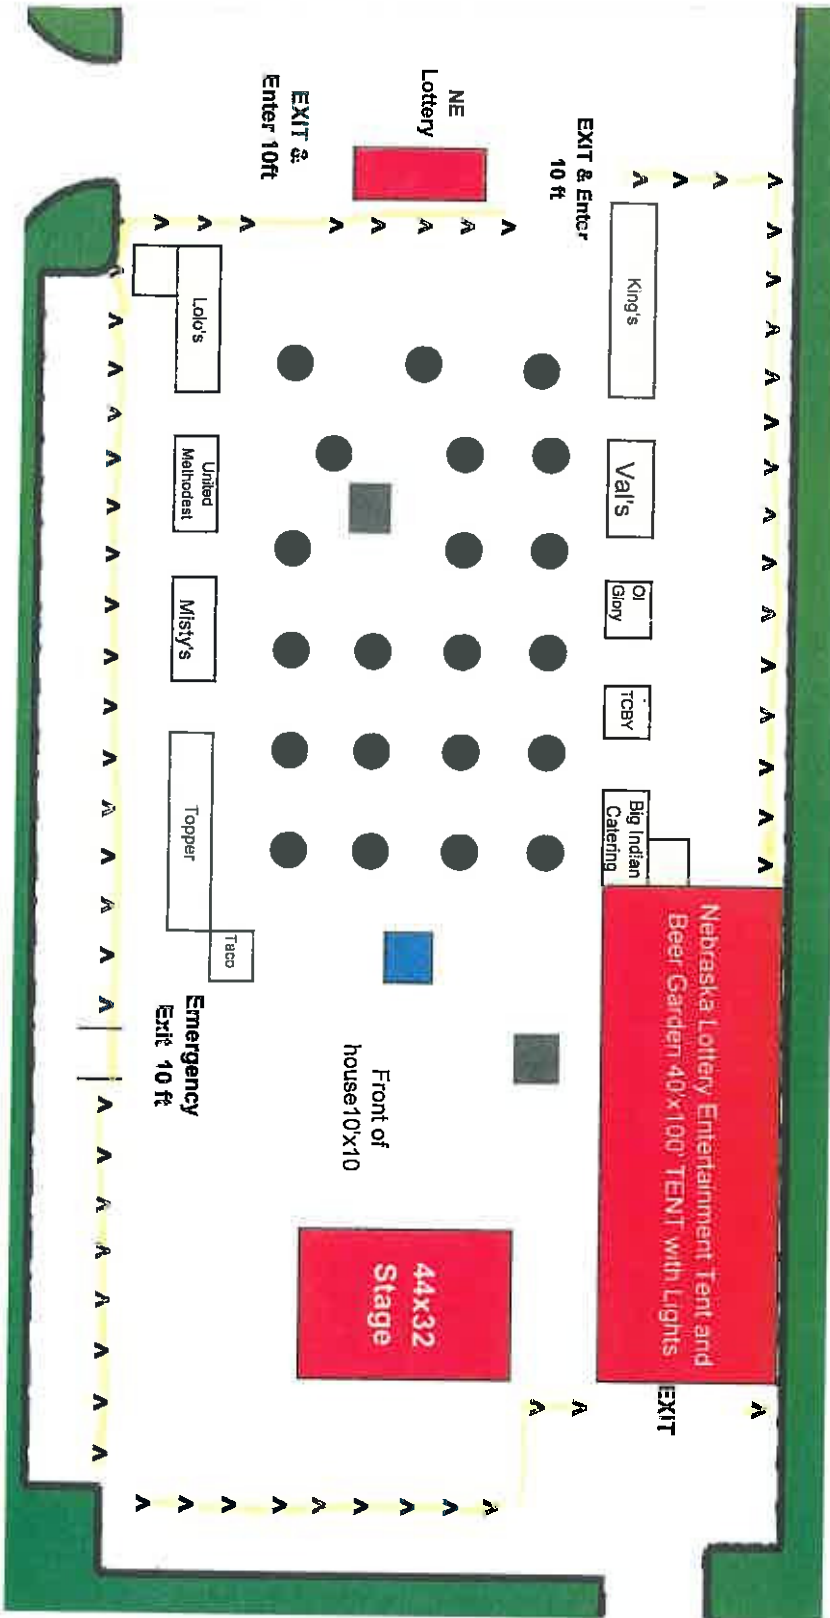 NE
Lottery
EXIT &
Enter 10ft
EXIT & Enter
10 ft
King's
Lolo's
Val's
United
Methodest
Ol
Glory
Misty's
TCBY
Big Indian
Catering
Topper
Taco
Nebraska Lottery Entertainment Tent and
Beer Garden 40'x100' TENT with Lights
Emergency
Exit 10 ft
Front of
house10'x10
44x32
Stage
EXIT